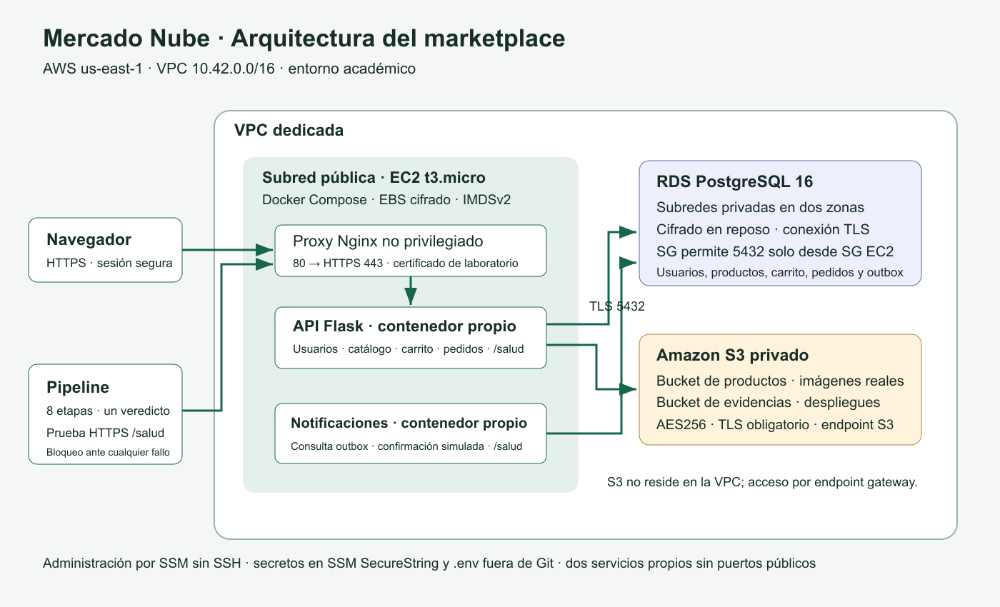 Mercado Nube · Arquitectura del marketplace
AWS us-east-1 · VPC 10.42.0.0/16 · entorno académico
VPC dedicada
Subred pública · EC2 t3.micro
Docker Compose · EBS cifrado · IMDSv2
Navegador
HTTPS · sesión segura
Pipeline
8 etapas · un veredicto
Prueba HTTPS /salud
Bloqueo ante cualquier fallo
Proxy Nginx no privilegiado
80 → HTTPS 443 · certificado de laboratorio
API Flask · contenedor propio
Usuarios · catálogo · carrito · pedidos · /salud
Notificaciones · contenedor propio
Consulta outbox · confirmación simulada · /salud
TLS 5432
RDS PostgreSQL 16
Subredes privadas en dos zonas
Cifrado en reposo · conexión TLS
SG permite 5432 solo desde SG EC2
Usuarios, productos, carrito, pedidos y outbox
Amazon S3 privado
Bucket de productos · imágenes reales
Bucket de evidencias · despliegues
AES256 · TLS obligatorio · endpoint S3
S3 no reside en la VPC; acceso por endpoint gateway.
Administración por SSM sin SSH · secretos en SSM SecureString y .env fuera de Git · dos servicios propios sin puertos públicos